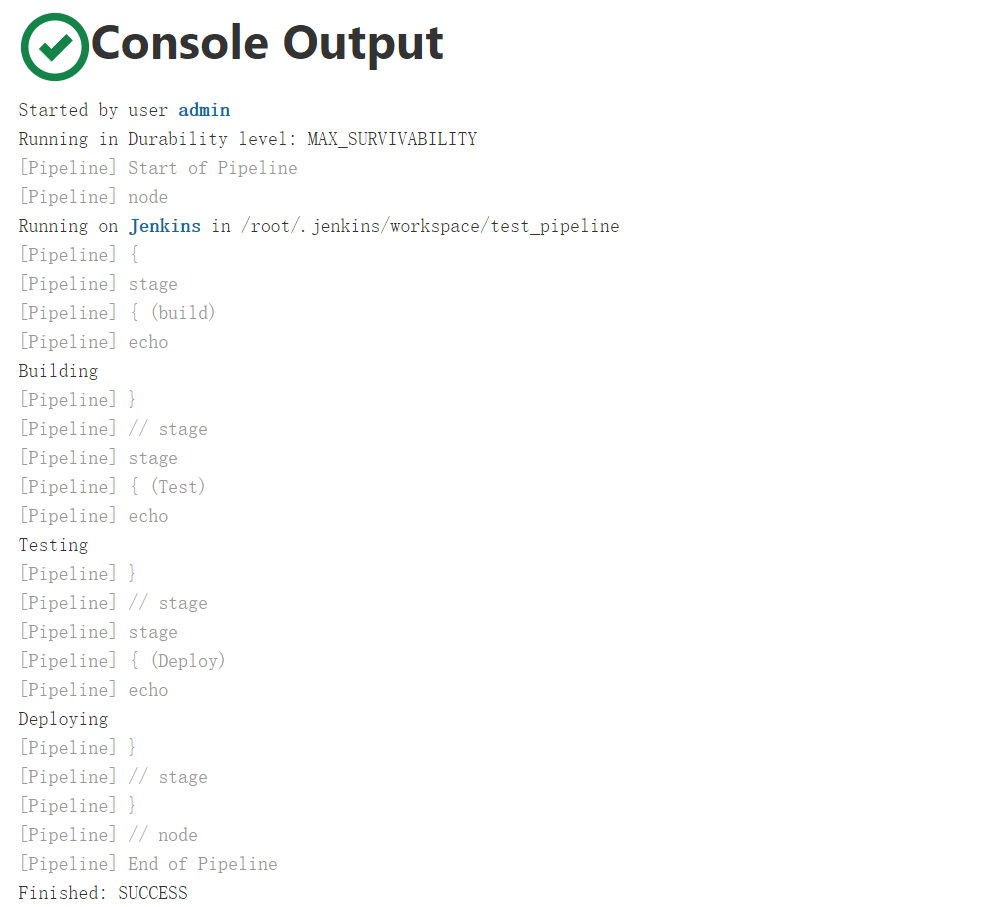 Console Output
Started by user admin
Running in Durability level: MAX_SURVIVABILITY
[Pipeline] Start of Pipeline
[Pipeline] node
Running on Jenkins in /root/.jenkins/workspace/test_pipeline
[Pipeline] {
[Pipeline] stage
[Pipeline] { (build)
[Pipeline] echo
Building
[Pipeline] }
[Pipeline] // stage
[Pipeline] stage
[Pipeline] { (Test)
[Pipeline] echo
Testing
[Pipeline] }
[Pipeline] // stage
[Pipeline] stage
[Pipeline] { (Deploy)
[Pipeline] echo
Deploying
[Pipeline] }
[Pipeline] // stage
[Pipeline] }
[Pipeline] // node
[Pipeline] End of Pipeline
Finished: SUCCESS